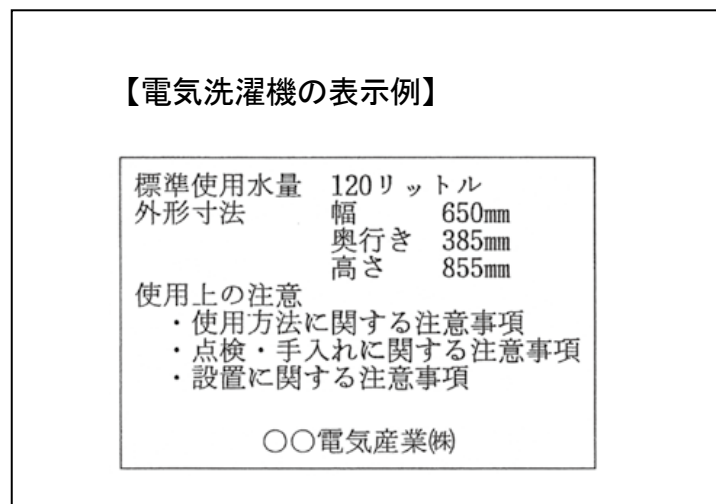 【電気洗濯機の表示例】
標準使用水量 120リットル
外形寸法 幅 650㎜
奥行き 385㎜
高さ 855㎜
使用上の注意
・使用方法に関する注意事項
・点検・手入れに関する注意事項
・設置に関する注意事項
○○電気産業㈱